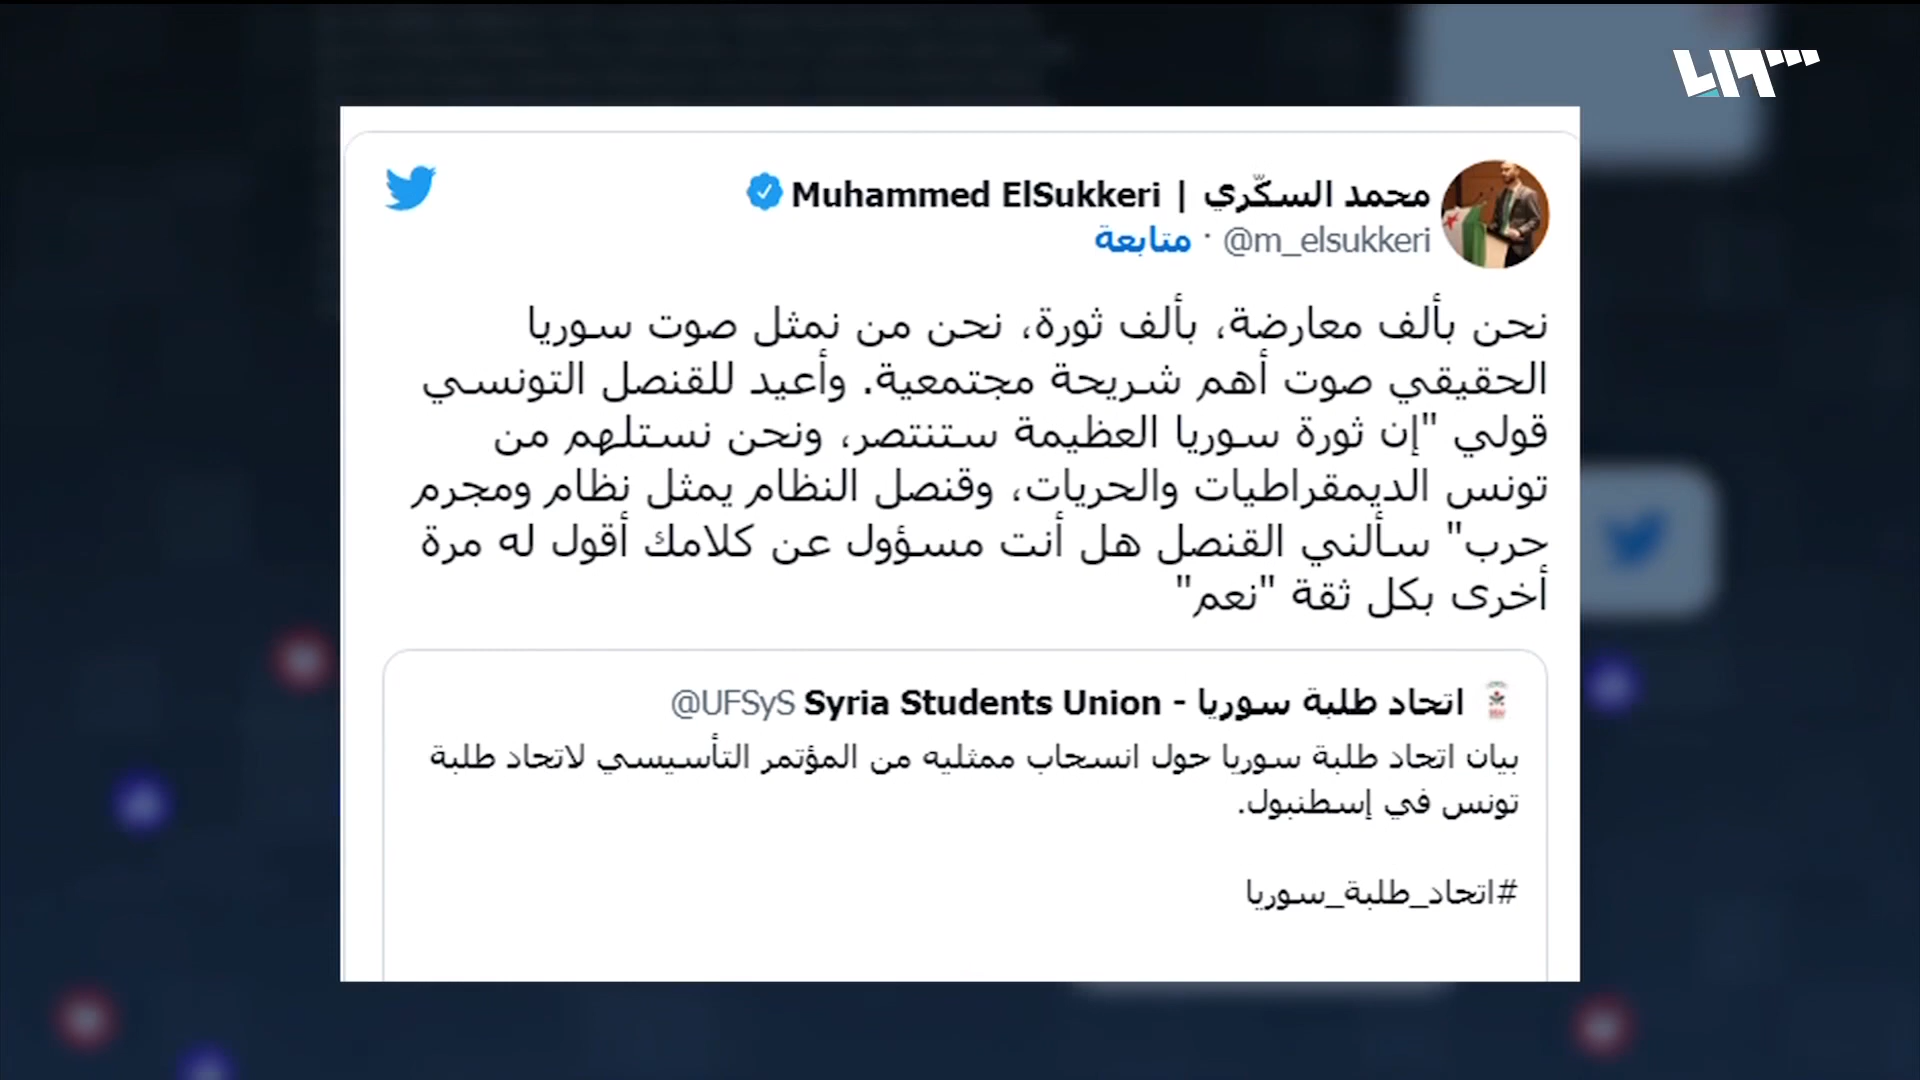 محمد السكّري | Muhammed ElSukkeri
@m_elsukkeri · متابعة
نحن بألف معارضة، بألف ثورة، نحن من نمثل صوت سوريا
الحقيقي صوت أهم شريحة مجتمعية. وأعيد للقنصل التونسي
قولي "إن ثورة سوريا العظيمة ستنتصر، ونحن نستلهم من
تونس الديمقراطيات والحريات، وقنصل النظام يمثل نظام ومجرم
حرب" سألني القنصل هل أنت مسؤول عن كلامك أقول له مرة
أخرى بكل ثقة "نعم"
اتحاد طلبة سوريا - Syria Students Union @UFSyS
بيان اتحاد طلبة سوريا حول انسحاب ممثليه من المؤتمر التأسيسي لاتحاد طلبة
تونس في إسطنبول.
#اتحاد_طلبة_سوريا